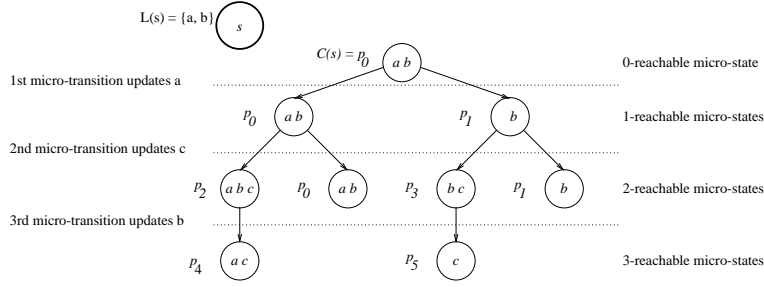 L(s) = {a, b}
s
C(s) = p0
a b
0-reachable micro-state
1st micro-transition updates a
p0
a b
p1
b
1-reachable micro-states
2nd micro-transition updates c
p2
a b c
p0
a b
p3
b c
p1
b
2-reachable micro-states
3rd micro-transition updates b
p4
a c
p5
c
3-reachable micro-states